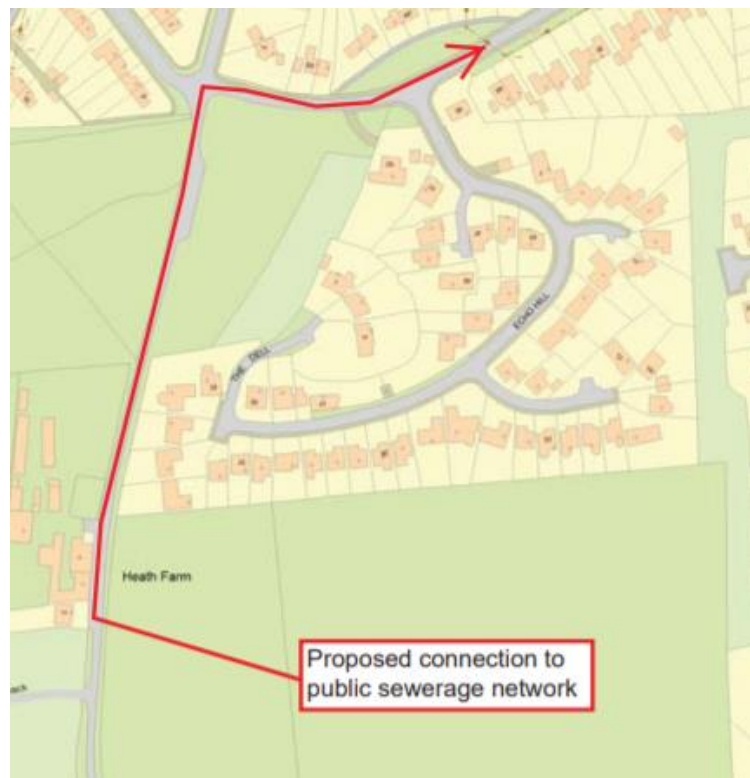 THE DELL
ECHO HILL
Heath Farm
Proposed connection to
public sewerage network